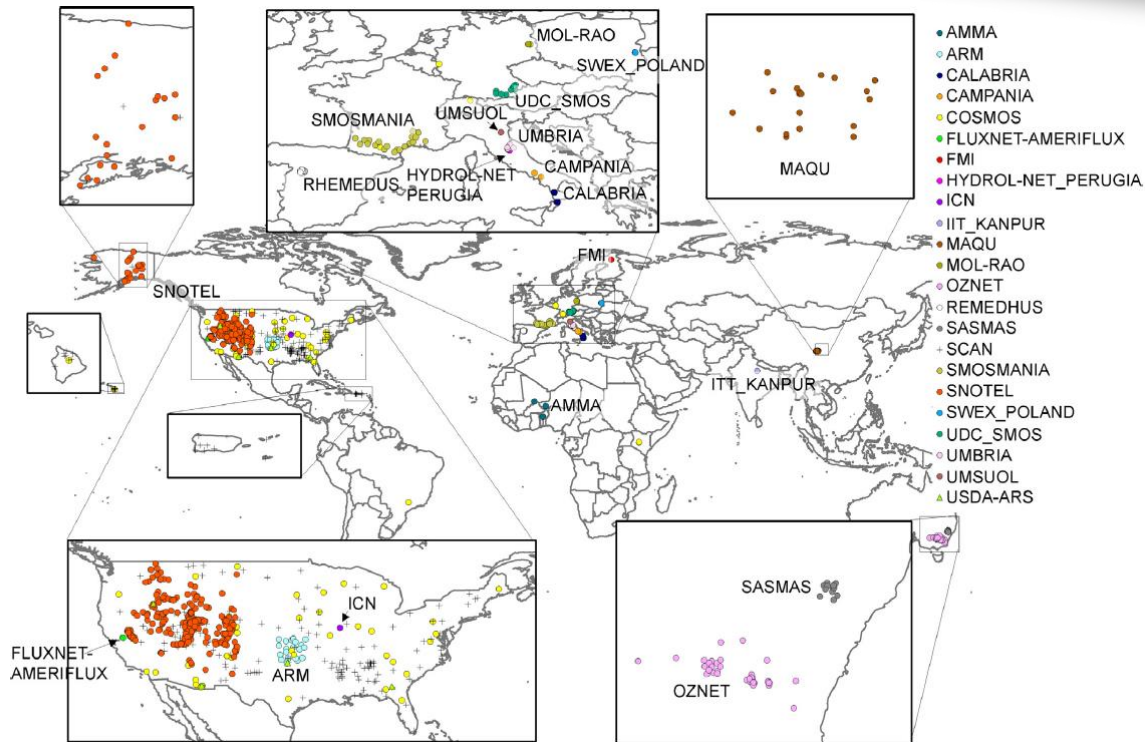 MOL-RAO
SWEX_POLAND
UDC_SMOS
UMSUOL
SMOSMANIA
UMBRIA
HYDROL-NET
PERUGIA
CAMPANIA
RHEMEDUS
CALABRIA
MAQU
FMI
SNOTEL
ITT_KANPUR
AMMA
ICN
FLUXNET-
AMERIFLUX
ARM
SASMAS
OZNET
AMMA
ARM
CALABRIA
CAMPANIA
COSMOS
FLUXNET-AMERIFLUX
FMI
HYDROL-NET_PERUGIA
ICN
IIT_KANPUR
MAQU
MOL-RAO
OZNET
REMEDHUS
SASMAS
SCAN
SMOSMANIA
SNOTEL
SWEX_POLAND
UDC_SMOS
UMBRIA
UMSUOL
USDA-ARS